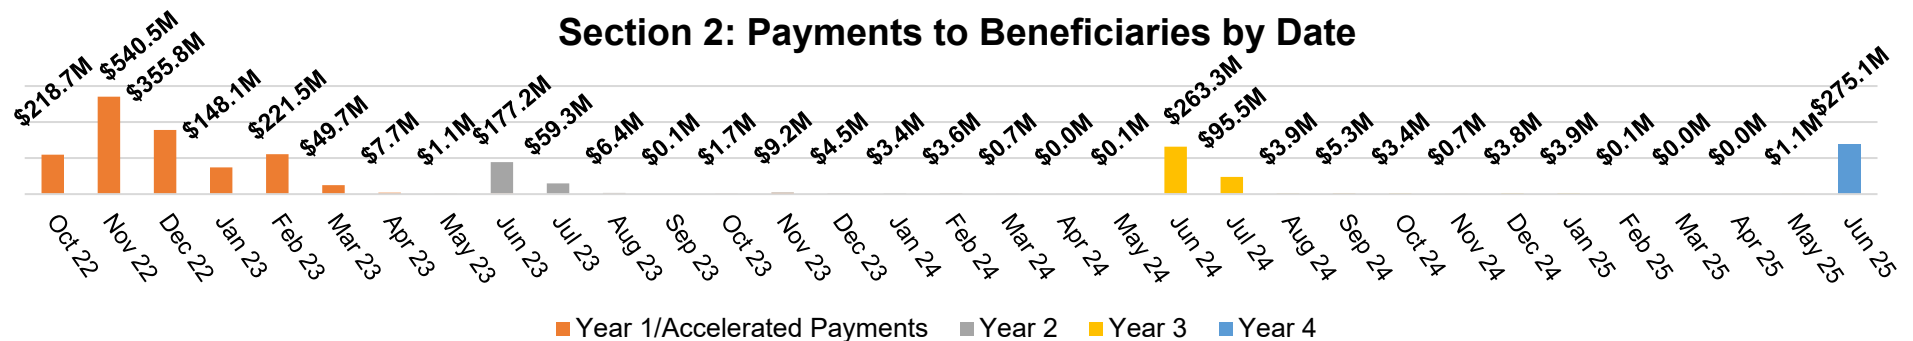 Section 2: Payments to Beneficiaries by Date
$218.7M
$540.5M
$355.8M
$148.1M
$221.5M
$49.7M
$7.7M
$1.1M
$177.2M
$59.3M
$6.4M
$0.1M
$1.7M
$9.2M
$4.5M
$3.4M
$3.6M
$0.7M
$0.0M
$0.1M
$263.3M
$95.5M
$3.9M
$5.3M
$3.4M
$0.7M
$3.8M
$3.9M
$0.1M
$0.0M
$0.0M
$1.1M
$275.1M
Oct 22
Nov 22
Dec 22
Jan 23
Feb 23
Mar 23
Apr 23
May 23
Jun 23
Jul 23
Aug 23
Sep 23
Oct 23
Nov 23
Dec 23
Jan 24
Feb 24
Mar 24
Apr 24
May 24
Jun 24
Jul 24
Aug 24
Sep 24
Oct 24
Nov 24
Dec 24
Jan 25
Feb 25
Mar 25
Apr 25
May 25
Jun 25
Year 1/Accelerated Payments
Year 2
Year 3
Year 4